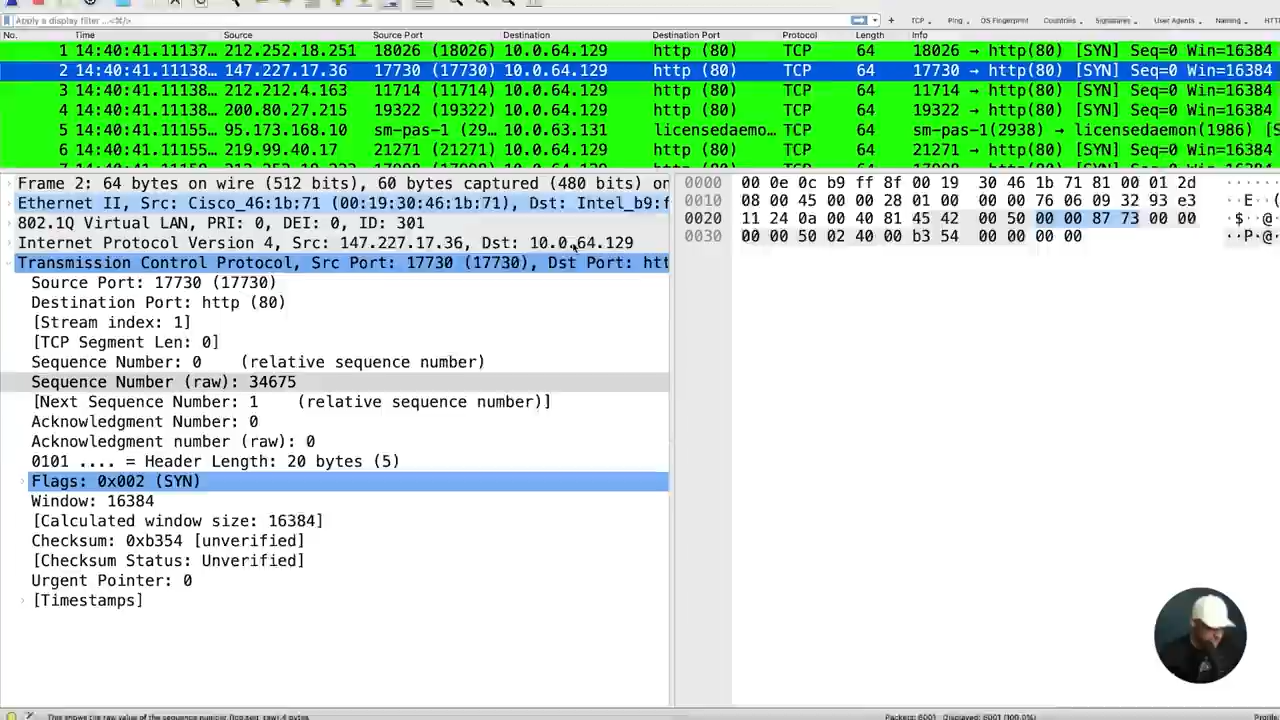 Apply a display filter ... <⌘/>
+ TCP Ping OS Fingerprint Countries Signatures User Agents Naming
No. Time Source Source Port Destination Destination Port Protocol Length Info
1 14:40:41.11137… 212.252.18.251 18026 (18026) 10.0.64.129 http (80) TCP 64 18026 → http(80) [SYN] Seq=0 Win=16384
2 14:40:41.11138… 147.227.17.36 17730 (17730) 10.0.64.129 http (80) TCP 64 17730 → http(80) [SYN] Seq=0 Win=16384
3 14:40:41.11138… 212.212.4.163 11714 (11714) 10.0.64.129 http (80) TCP 64 11714 → http(80) [SYN] Seq=0 Win=16384
4 14:40:41.11138… 200.80.27.215 19322 (19322) 10.0.64.129 http (80) TCP 64 19322 → http(80) [SYN] Seq=0 Win=16384
5 14:40:41.11155… 95.173.168.10 sm-pas-1 (29… 10.0.63.131 licensedaemo… TCP 64 sm-pas-1(2938) → licensedaemon(1986) [S
6 14:40:41.11155… 219.99.40.17 21271 (21271) 10.0.64.129 http (80) TCP 64 21271 → http(80) [SYN] Seq=0 Win=16384
Frame 2: 64 bytes on wire (512 bits), 60 bytes captured (480 bits) on
Ethernet II, Src: Cisco_46:1b:71 (00:19:30:46:1b:71), Dst: Intel_b9:f
802.1Q Virtual LAN, PRI: 0, DEI: 0, ID: 301
Internet Protocol Version 4, Src: 147.227.17.36, Dst: 10.0.64.129
Transmission Control Protocol, Src Port: 17730 (17730), Dst Port: htt
Source Port: 17730 (17730)
Destination Port: http (80)
[Stream index: 1]
[TCP Segment Len: 0]
Sequence Number: 0 (relative sequence number)
Sequence Number (raw): 34675
[Next Sequence Number: 1 (relative sequence number)]
Acknowledgment Number: 0
Acknowledgment number (raw): 0
0101 .... = Header Length: 20 bytes (5)
Flags: 0x002 (SYN)
Window: 16384
[Calculated window size: 16384]
Checksum: 0xb354 [unverified]
[Checksum Status: Unverified]
Urgent Pointer: 0
[Timestamps]
0000 00 0e 0c b9 ff 8f 00 19 30 46 1b 71 81 00 01 2d
0010 08 00 45 00 00 28 01 00 00 00 76 06 09 32 93 e3
0020 11 24 0a 00 40 81 45 42 00 50 00 00 87 73 00 00
0030 00 00 50 02 40 00 b3 54 00 00 00 00